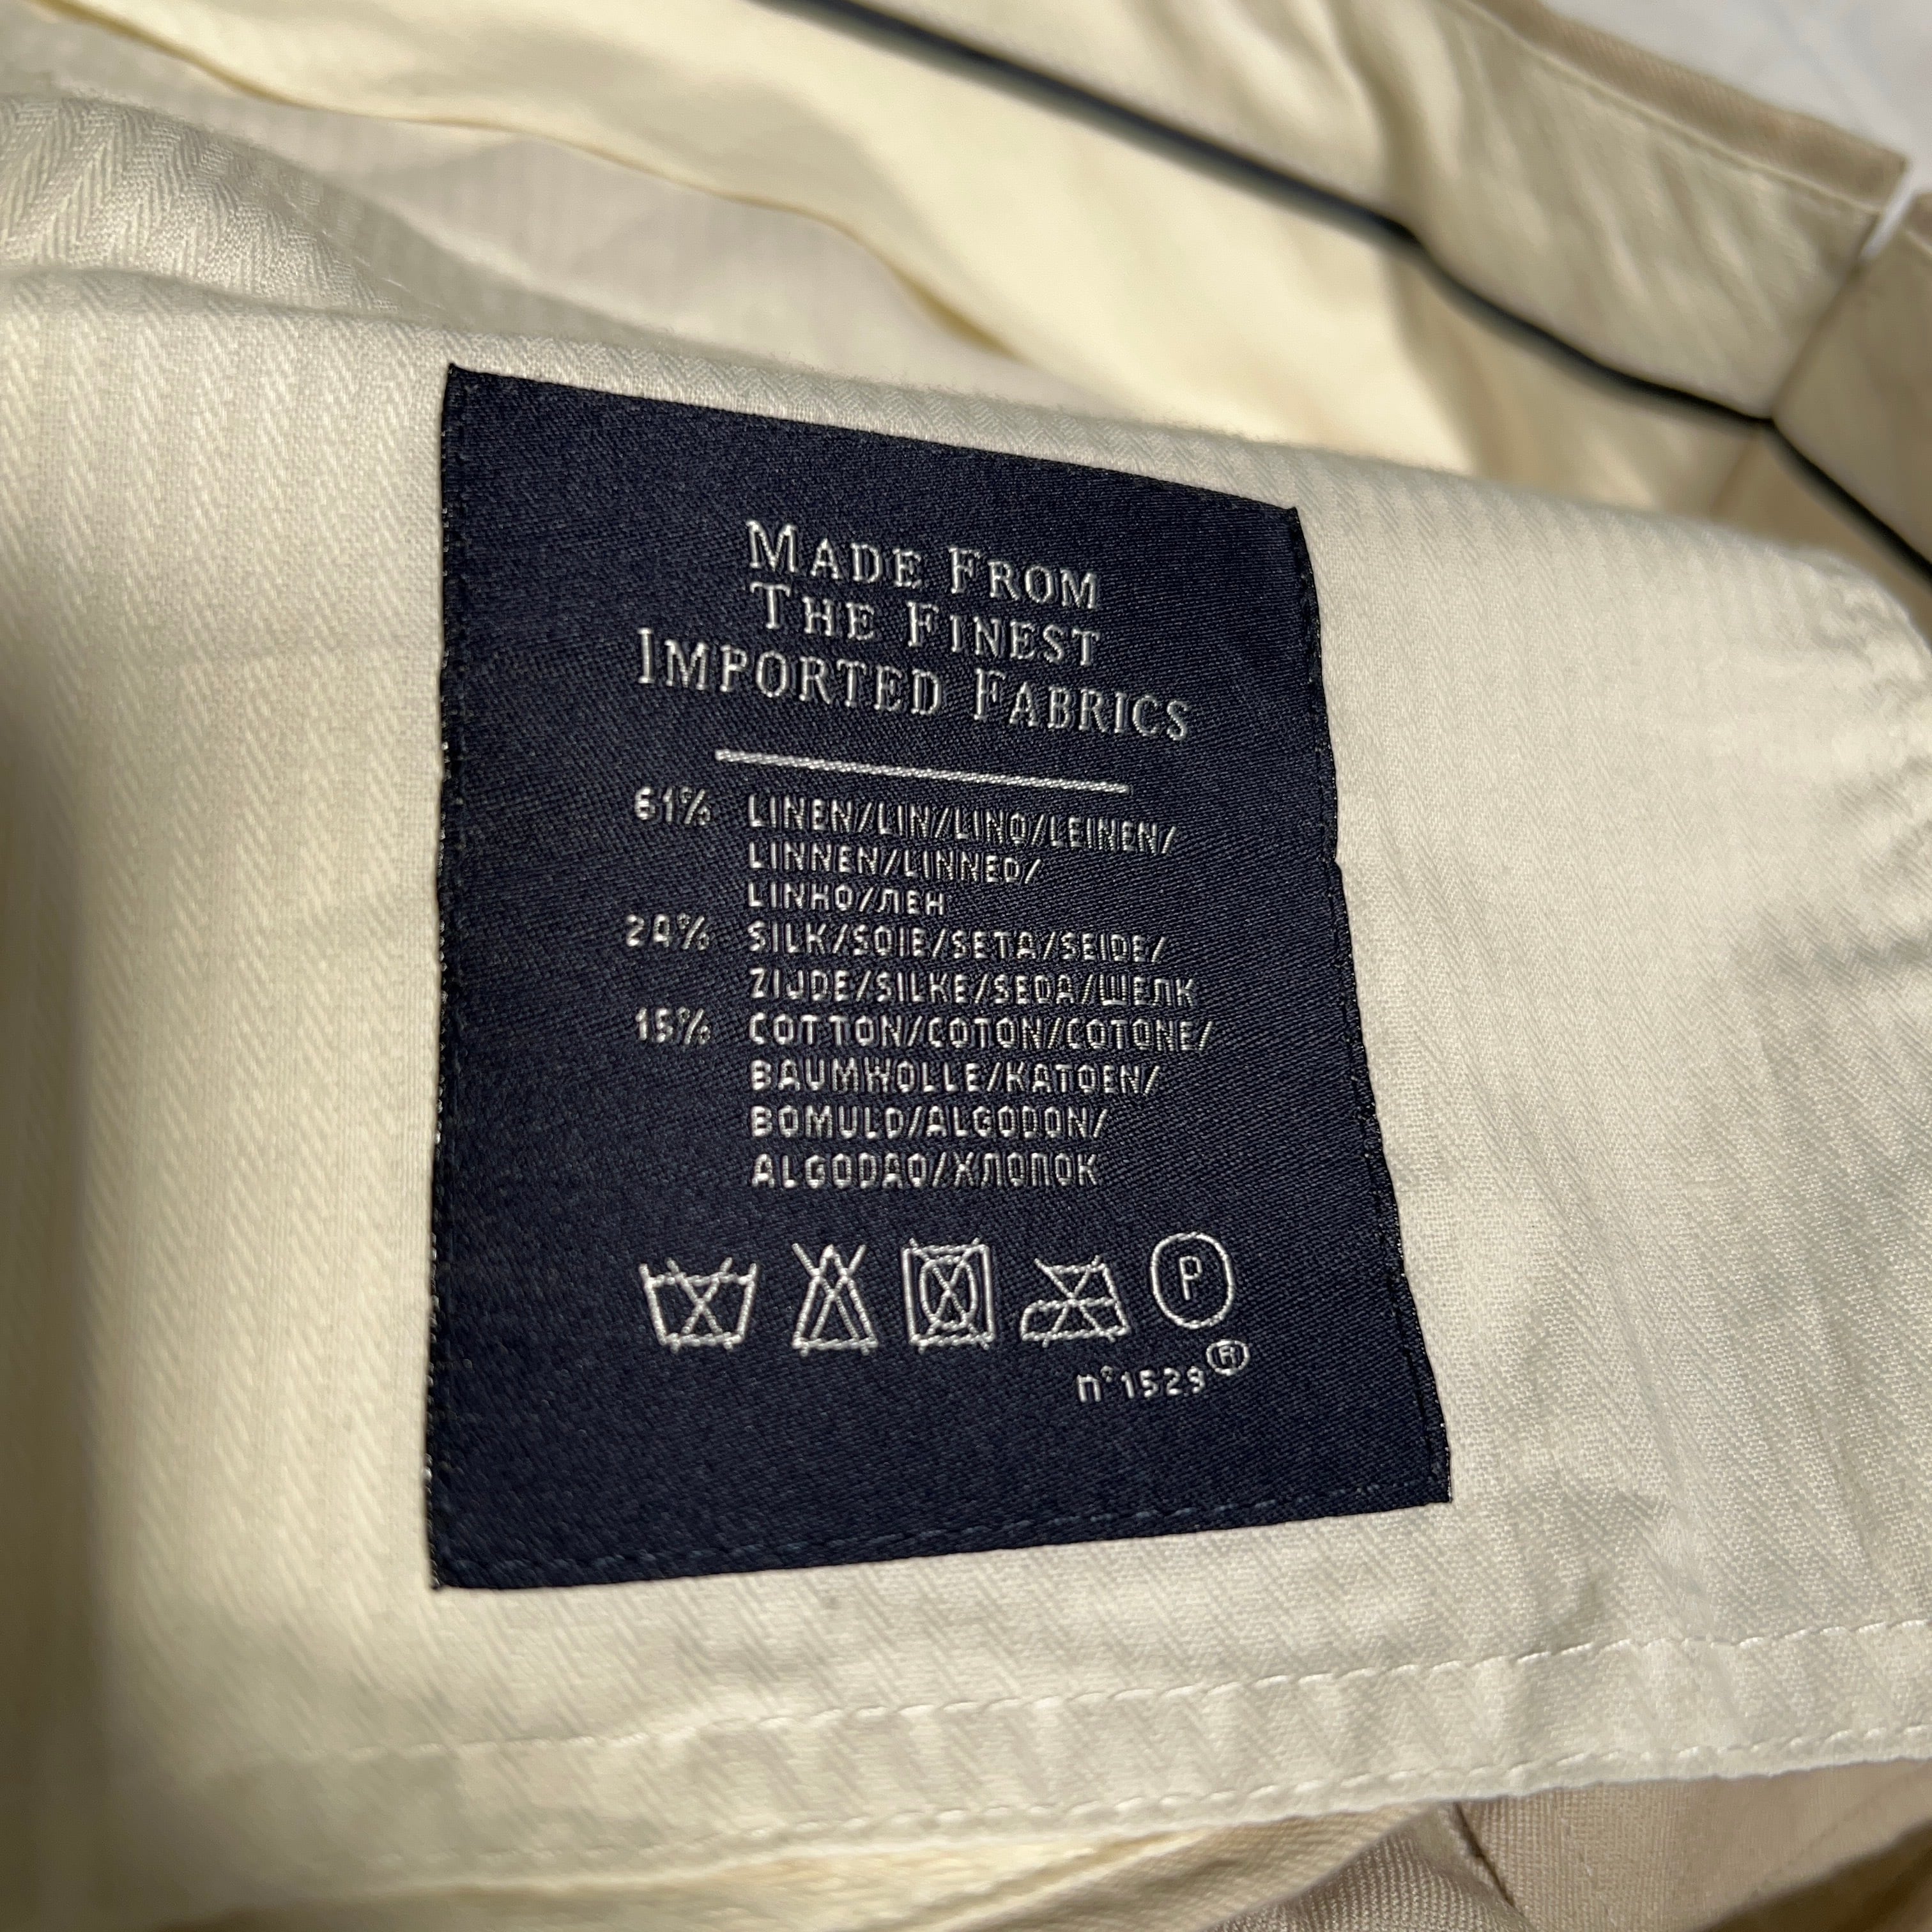 MADE FROM
THE FINEST
IMPORTED FABRICS
61% LINEN/LIN/LINO/LEINEN/
LINNEN/LINNED/
LINHO/ЛЕН
24% SILK/SOIE/SETA/SEIDE/
ZIJDE/SILKE/SEDA/ШЕЛК
15% COTTON/COTON/COTONE/
BAUMWOLLE/KATOEN/
BOMULD/ALGODON/
ALGODAO/ХЛОПОК
P
n°1529®